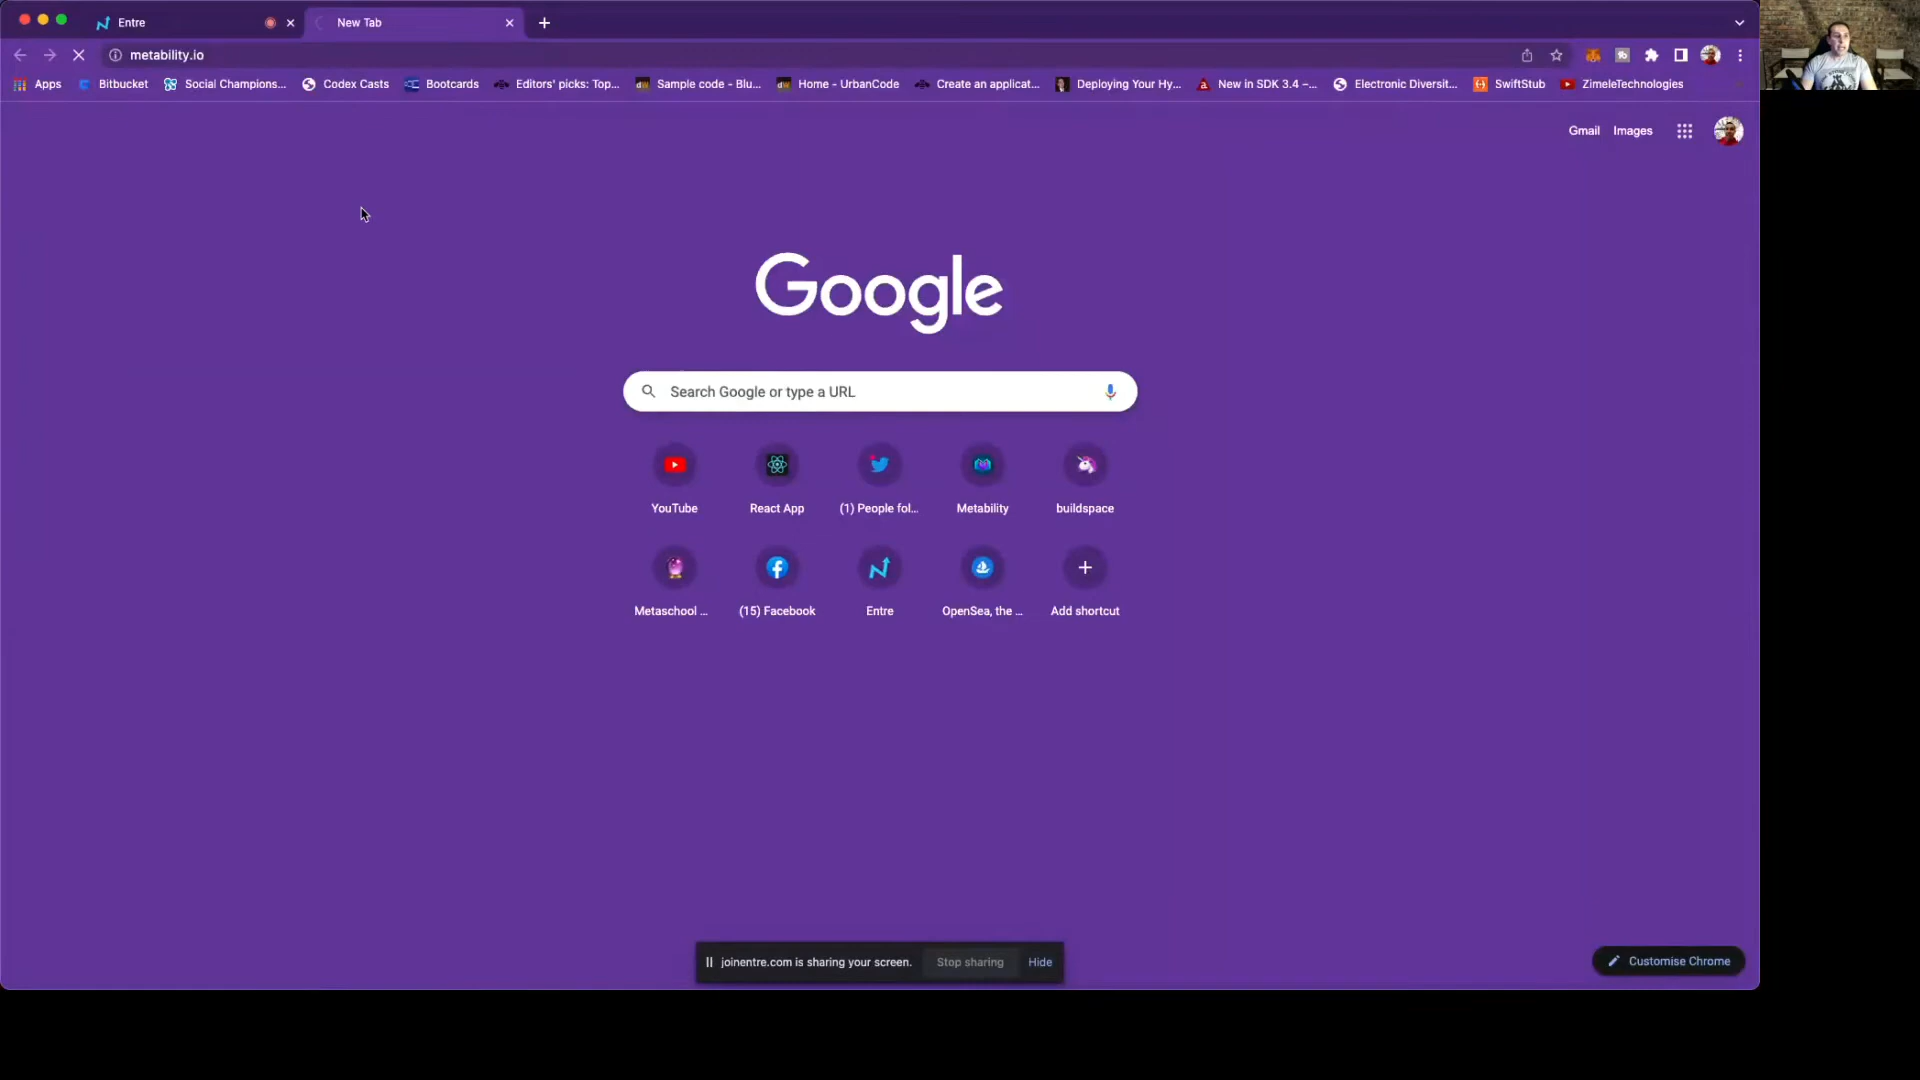 Entre
New Tab
metability.io
Apps
Bitbucket
Social Champions...
Codex Casts
Bootcards
Editors' picks: Top...
Sample code - Blu...
Home - UrbanCode
Create an applicat...
Deploying Your Hy...
New in SDK 3.4 –...
Electronic Diversit...
SwiftStub
ZimeleTechnologies
Gmail
Images
Google
Search Google or type a URL
YouTube
React App
(1) People fol...
Metability
buildspace
Metaschool ...
(15) Facebook
Entre
OpenSea, the ...
Add shortcut
joinentre.com is sharing your screen.
Stop sharing
Hide
Customise Chrome